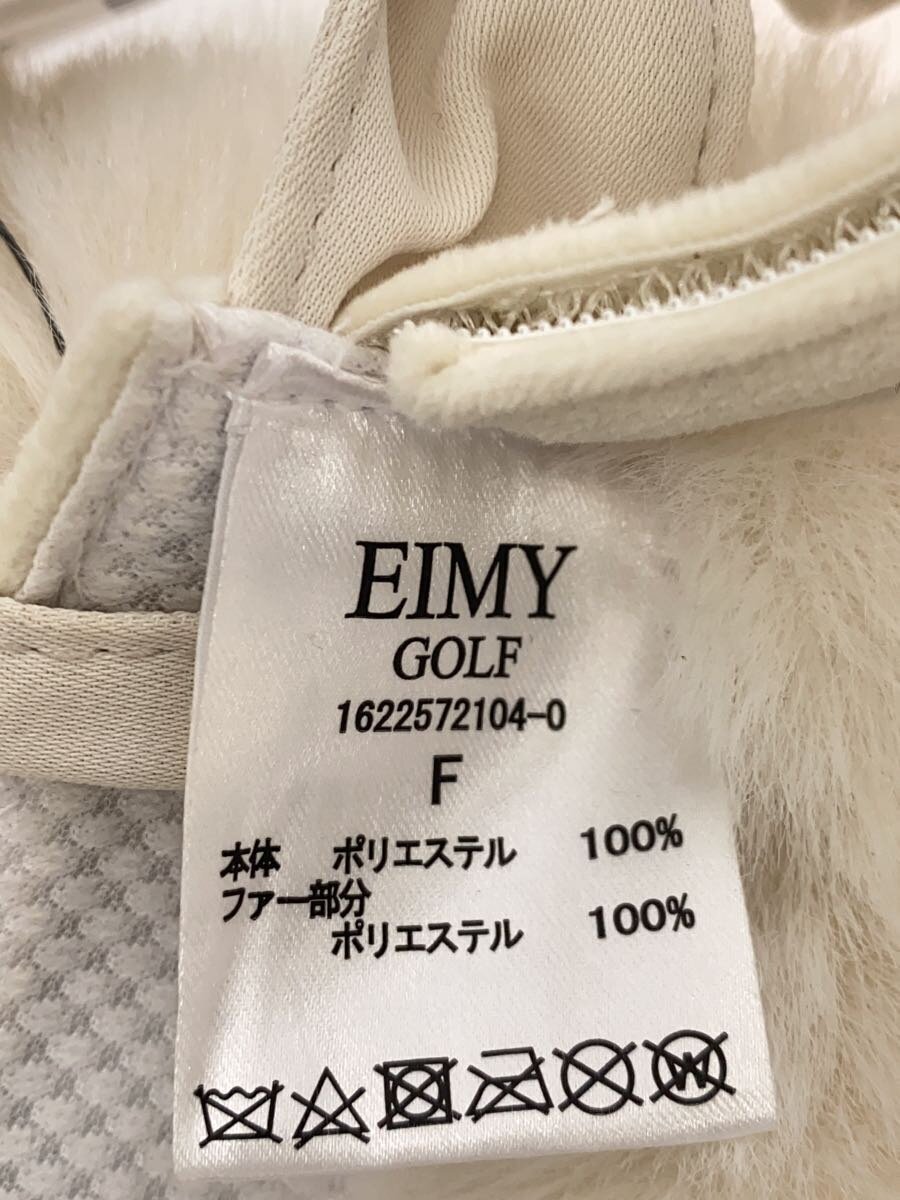 EIMY
GOLF
1622572104-0
F
本体 ポリエステル 100%
ファー部分
ポリエステル 100%
W